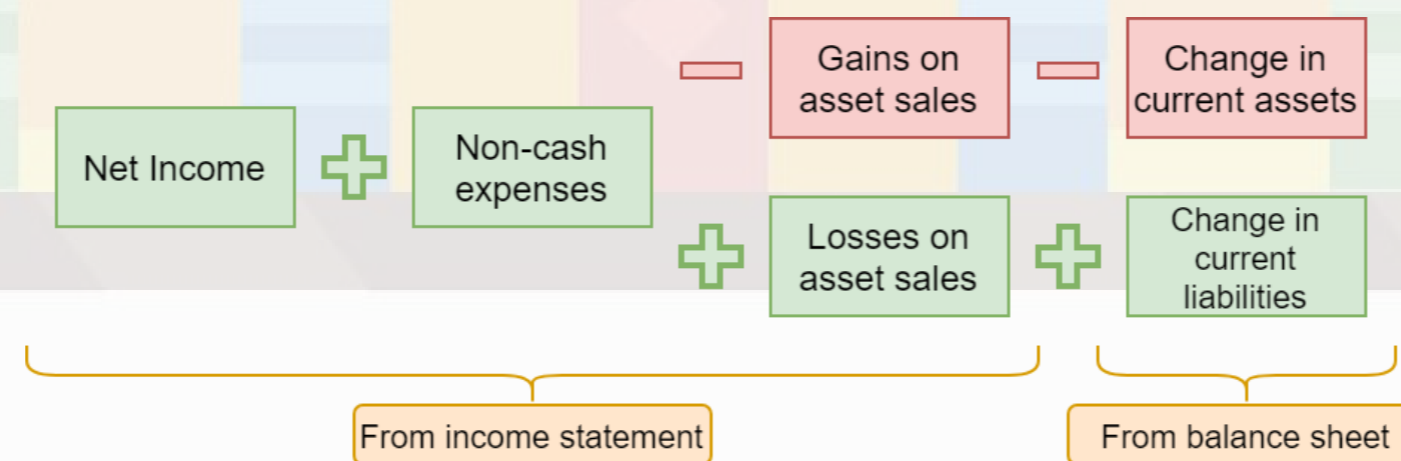 Net Income
Non-cash
expenses
Gains on
asset sales
Losses on
asset sales
Change in
current assets
Change in
current
liabilities
From income statement
From balance sheet